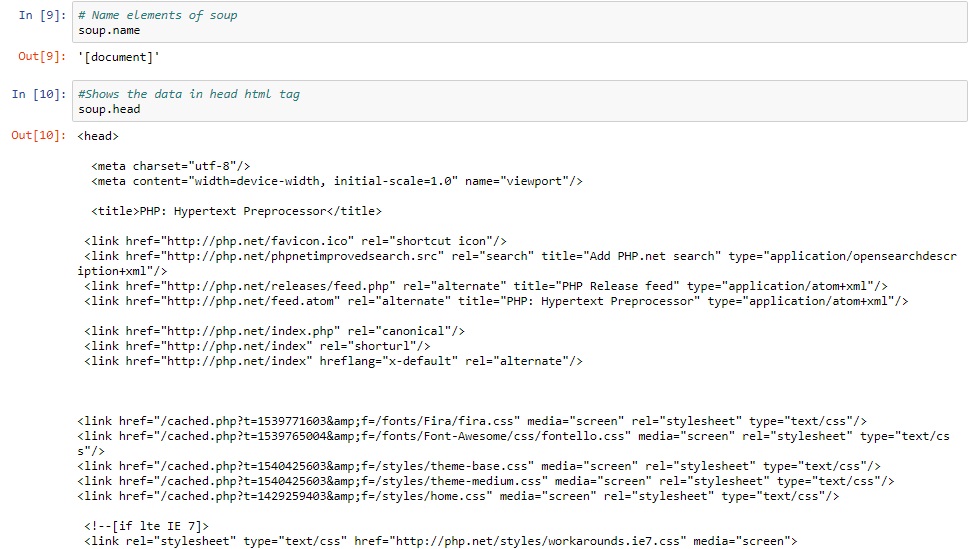 In [9]: # Name elements of soup
soup.name
Out[9]: '[document]'
In [10]: #Shows the data in head html tag
soup.head
Out[10]: <head>
<meta charset="utf-8"/>
<meta content="width=device-width, initial-scale=1.0" name="viewport"/>
<title>PHP: Hypertext Preprocessor</title>
<link href="http://php.net/favicon.ico" rel="shortcut icon"/>
<link href="http://php.net/phpnetimprovedsearch.src" rel="search" title="Add PHP.net search" type="application/opensearchdescr
iption+xml"/>
<link href="http://php.net/releases/feed.php" rel="alternate" title="PHP Release feed" type="application/atom+xml"/>
<link href="http://php.net/feed.atom" rel="alternate" title="PHP: Hypertext Preprocessor" type="application/atom+xml"/>
<link href="http://php.net/index.php" rel="canonical"/>
<link href="http://php.net/index" rel="shorturl"/>
<link href="http://php.net/index" hreflang="x-default" rel="alternate"/>
<link href="/cached.php?t=1539771603&amp;f=/fonts/Fira/fira.css" media="screen" rel="stylesheet" type="text/css"/>
<link href="/cached.php?t=1539765004&amp;f=/fonts/Font-Awesome/css/fontello.css" media="screen" rel="stylesheet" type="text/cs
s"/>
<link href="/cached.php?t=1540425603&amp;f=/styles/theme-base.css" media="screen" rel="stylesheet" type="text/css"/>
<link href="/cached.php?t=1540425603&amp;f=/styles/theme-medium.css" media="screen" rel="stylesheet" type="text/css"/>
<link href="/cached.php?t=1429259403&amp;f=/styles/home.css" media="screen" rel="stylesheet" type="text/css"/>
<!--[if lte IE 7]>
<link rel="stylesheet" type="text/css" href="http://php.net/styles/workarounds.ie7.css" media="screen">